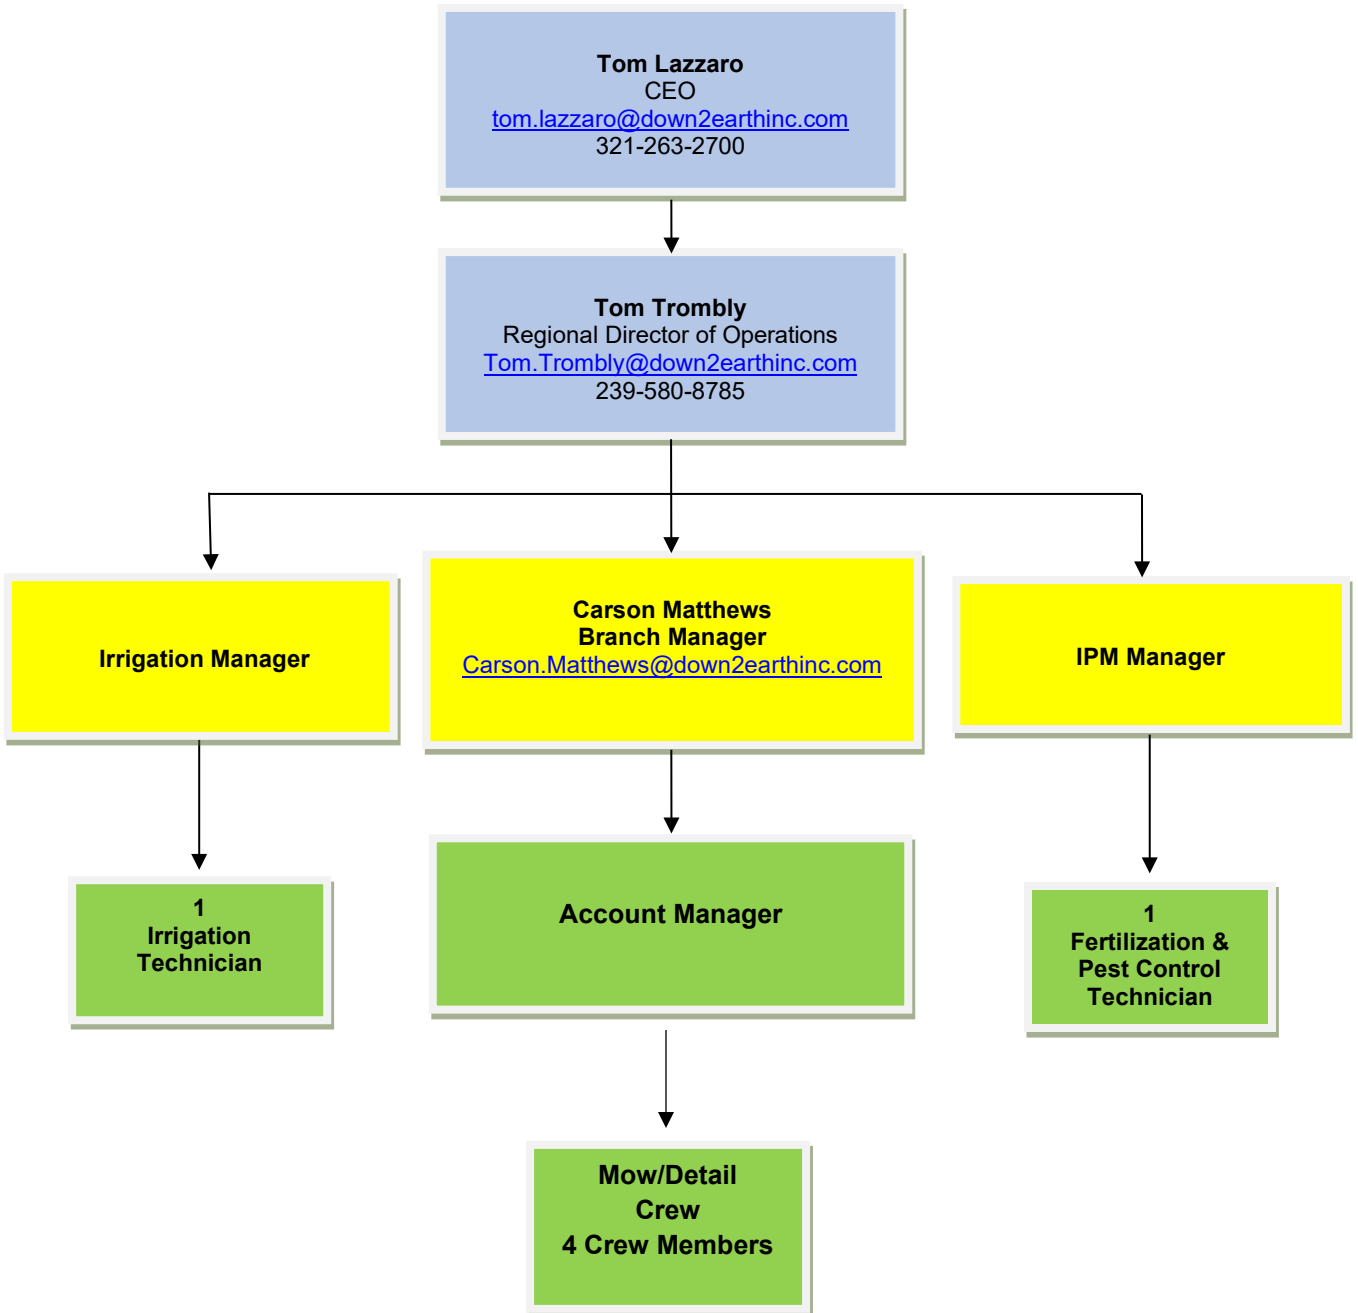 Tom Lazzaro
CEO
tom.lazzaro@down2earthinc.com
321-263-2700
Tom Trombly
Regional Director of Operations
Tom.Trombly@down2earthinc.com
239-580-8785
Irrigation Manager
Carson Matthews
Branch Manager
Carson.Matthews@down2earthinc.com
IPM Manager
1
Irrigation
Technician
Account Manager
1
Fertilization &
Pest Control
Technician
Mow/Detail
Crew
4 Crew Members